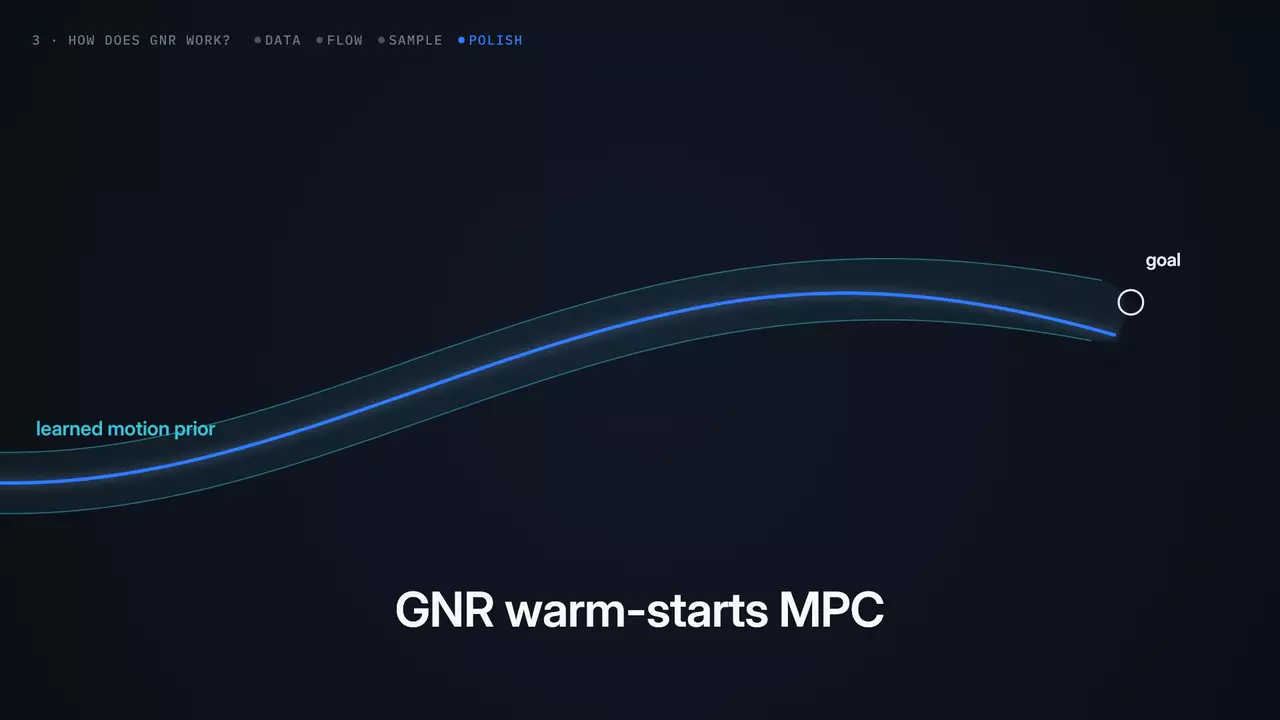 3 · HOW DOES GNR WORK? DATA FLOW SAMPLE POLISH
goal
learned motion prior
GNR warm-starts MPC